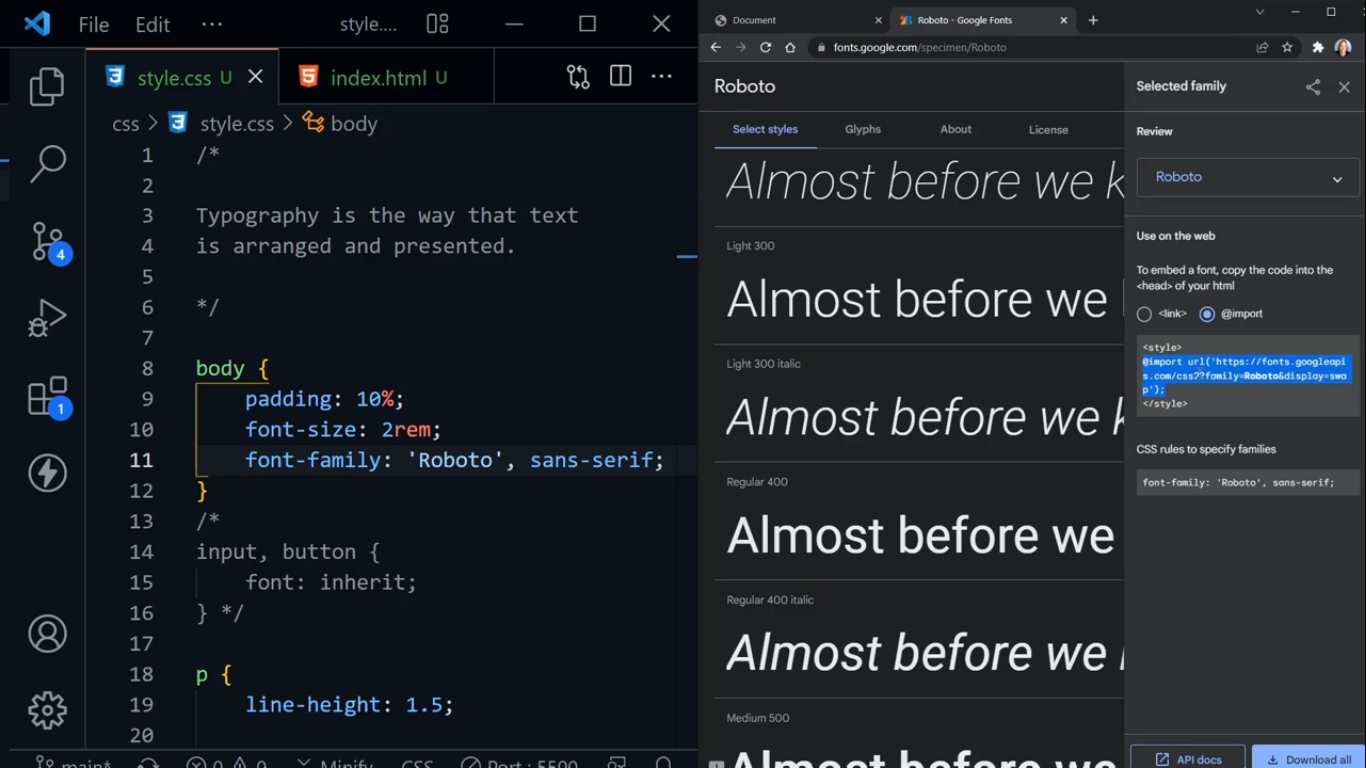 File Edit ··· style....
style.css U
index.html U
css > style.css > body
1 /*
2
3 Typography is the way that text
4 is arranged and presented.
5
6 */
7
8 body {
9 padding: 10%;
10 font-size: 2rem;
11 font-family: 'Roboto', sans-serif;
12 }
13 /*
14 input, button {
15 font: inherit;
16 } */
17
18 p {
19 line-height: 1.5;
20
4
1
main* 0 0 Minify CSS Port : 5500
Document
Roboto - Google Fonts
fonts.google.com/specimen/Roboto
Roboto
Select styles Glyphs About License
Almost before we k
Light 300
Almost before we
Light 300 italic
Almost before we k
Regular 400
Almost before we
Regular 400 italic
Almost before we
Medium 500
Almost before we
Selected family
Review
Roboto
Use on the web
To embed a font, copy the code into the
<head> of your html
<link> @import
<style>
@import url('https://fonts.googleapi
s.com/css2?family=Roboto&display=swa
p');
</style>
CSS rules to specify families
font-family: 'Roboto', sans-serif;
API docs
Download all